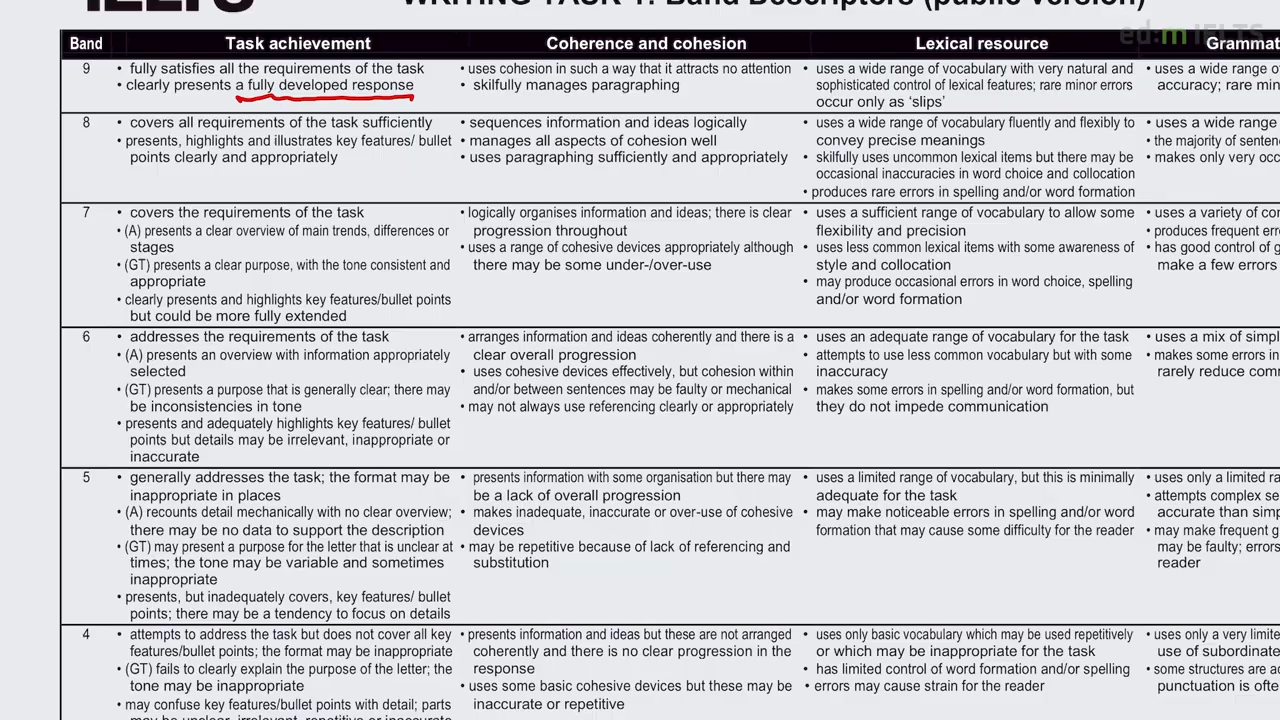 IELTS
WRITING TASK 1: Band Descriptors (public version)
ed:m IELTS
Band Task achievement Coherence and cohesion Lexical resource
9
• fully satisfies all the requirements of the task
• clearly presents a fully developed response
• uses cohesion in such a way that it attracts no attention
• skilfully manages paragraphing
• uses a wide range of vocabulary with very natural and
sophisticated control of lexical features; rare minor errors
occur only as ‘slips’
• uses a wide range
accuracy; rare
8
• covers all requirements of the task sufficiently
• presents, highlights and illustrates key features/ bullet
points clearly and appropriately
• sequences information and ideas logically
• manages all aspects of cohesion well
• uses paragraphing sufficiently and appropriately
• uses a wide range of vocabulary fluently and flexibly to
convey precise meanings
• skilfully uses uncommon lexical items but there may be
occasional inaccuracies in word choice and collocation
• produces rare errors in spelling and/or word formation
• uses a wide range
• the majority of
• makes only very
7
• covers the requirements of the task
• (A) presents a clear overview of main trends, differences or
stages
• (GT) presents a clear purpose, with the tone consistent and
appropriate
• clearly presents and highlights key features/bullet points
but could be more fully extended
• logically organises information and ideas; there is clear
progression throughout
• uses a range of cohesive devices appropriately although
there may be some under-/over-use
• uses a sufficient range of vocabulary to allow some
flexibility and precision
• uses less common lexical items with some awareness of
style and collocation
• may produce occasional errors in word choice, spelling
and/or word formation
• uses a variety of
• produces frequent
• has good control of
make a few errors
6
• addresses the requirements of the task
• (A) presents an overview with information appropriately
selected
• (GT) presents a purpose that is generally clear; there may
be inconsistencies in tone
• presents and adequately highlights key features/ bullet
points but details may be irrelevant, inappropriate or
inaccurate
• arranges information and ideas coherently and there is a
clear overall progression
• uses cohesive devices effectively, but cohesion within
and/or between sentences may be faulty or mechanical
• may not always use referencing clearly or appropriately
• uses an adequate range of vocabulary for the task
• attempts to use less common vocabulary but with some
inaccuracy
• makes some errors in spelling and/or word formation, but
they do not impede communication
• uses a mix of
• makes some errors in
rarely reduce
5
• generally addresses the task; the format may be
inappropriate in places
• (A) recounts detail mechanically with no clear overview;
there may be no data to support the description
• (GT) may present a purpose for the letter that is unclear at
times; the tone may be variable and sometimes
inappropriate
• presents, but inadequately covers, key features/ bullet
points; there may be a tendency to focus on details
• presents information with some organisation but there may
be a lack of overall progression
• makes inadequate, inaccurate or over-use of cohesive
devices
• may be repetitive because of lack of referencing and
substitution
• uses a limited range of vocabulary, but this is minimally
adequate for the task
• may make noticeable errors in spelling and/or word
formation that may cause some difficulty for the reader
• uses only a limited
• attempts complex
accurate than
• may make frequent
may be faulty; errors
reader
4
• attempts to address the task but does not cover all key
features/bullet points; the format may be inappropriate
• (GT) fails to clearly explain the purpose of the letter; the
tone may be inappropriate
• may confuse key features/bullet points with detail; parts
may be unclear, irrelevant, repetitive or inaccurate
• presents information and ideas but these are not arranged
coherently and there is no clear progression in the
response
• uses some basic cohesive devices but these may be
inaccurate or repetitive
• uses only basic vocabulary which may be used repetitively
or which may be inappropriate for the task
• has limited control of word formation and/or spelling
• errors may cause strain for the reader
• uses only a very
use of
• some structures are
punctuation is